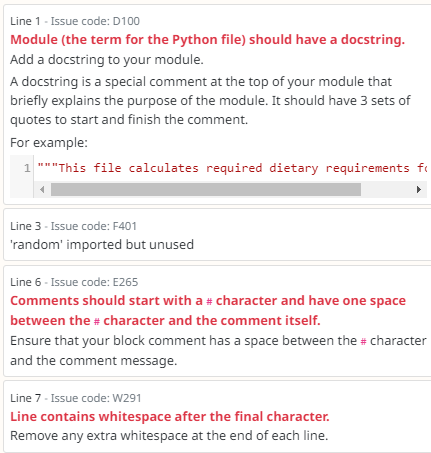 Line 1 - Issue code: D100
Module (the term for the Python file) should have a docstring.
Add a docstring to your module.
A docstring is a special comment at the top of your module that
briefly explains the purpose of the module. It should have 3 sets of
quotes to start and finish the comment.
For example:
1 """This file calculates required dietary requirements fo
Line 3 - Issue code: F401
'random' imported but unused
Line 6 - Issue code: E265
Comments should start with a # character and have one space
between the # character and the comment itself.
Ensure that your block comment has a space between the # character
and the comment message.
Line 7 - Issue code: W291
Line contains whitespace after the final character.
Remove any extra whitespace at the end of each line.